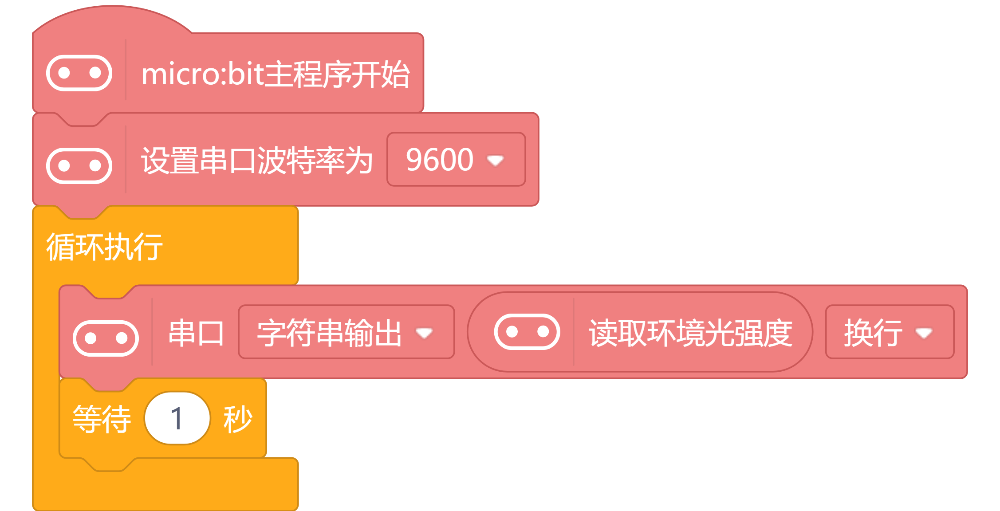 micro:bit主程序开始
设置串口波特率为 9600
循环执行
串口 字符串输出 读取环境光强度 换行
等待 1 秒